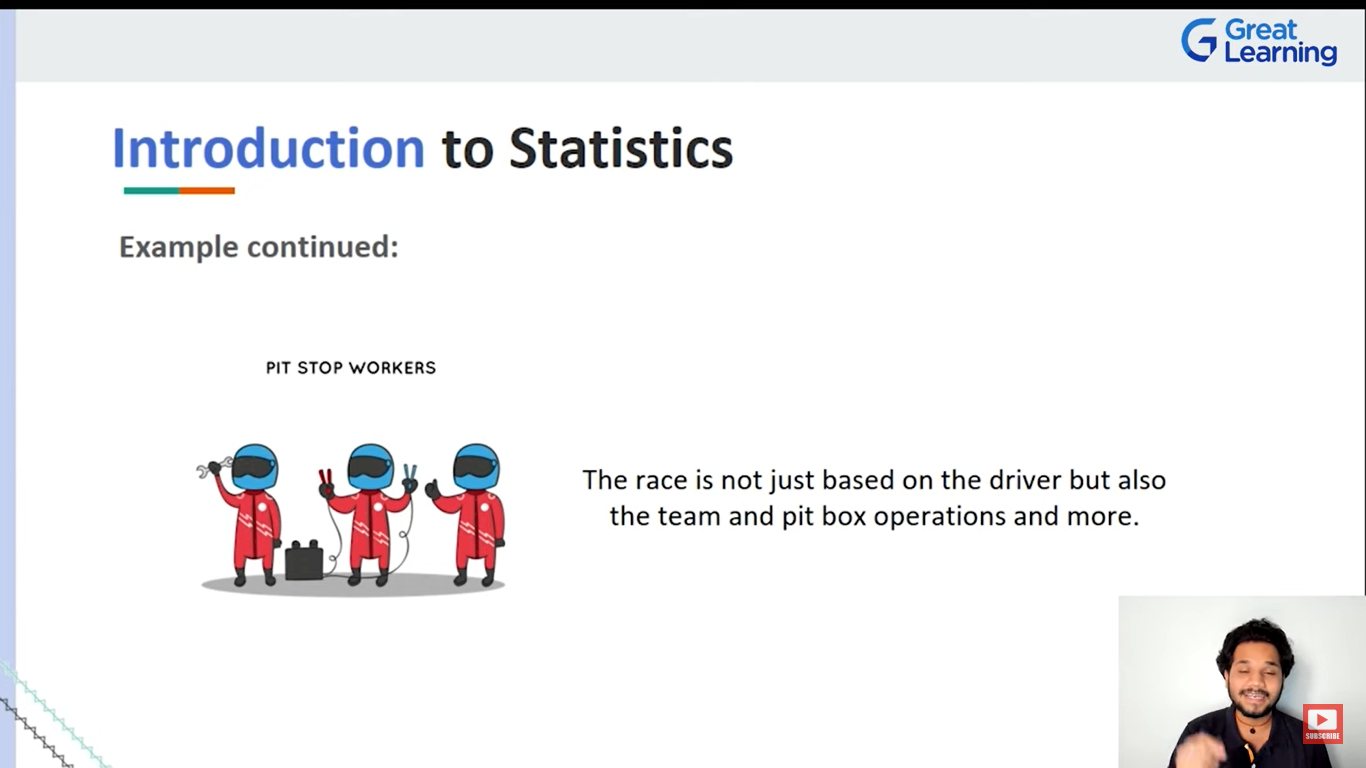 Great
Learning
Introduction to Statistics
Example continued:
PIT STOP WORKERS
The race is not just based on the driver but also
the team and pit box operations and more.
SUBSCRIBE